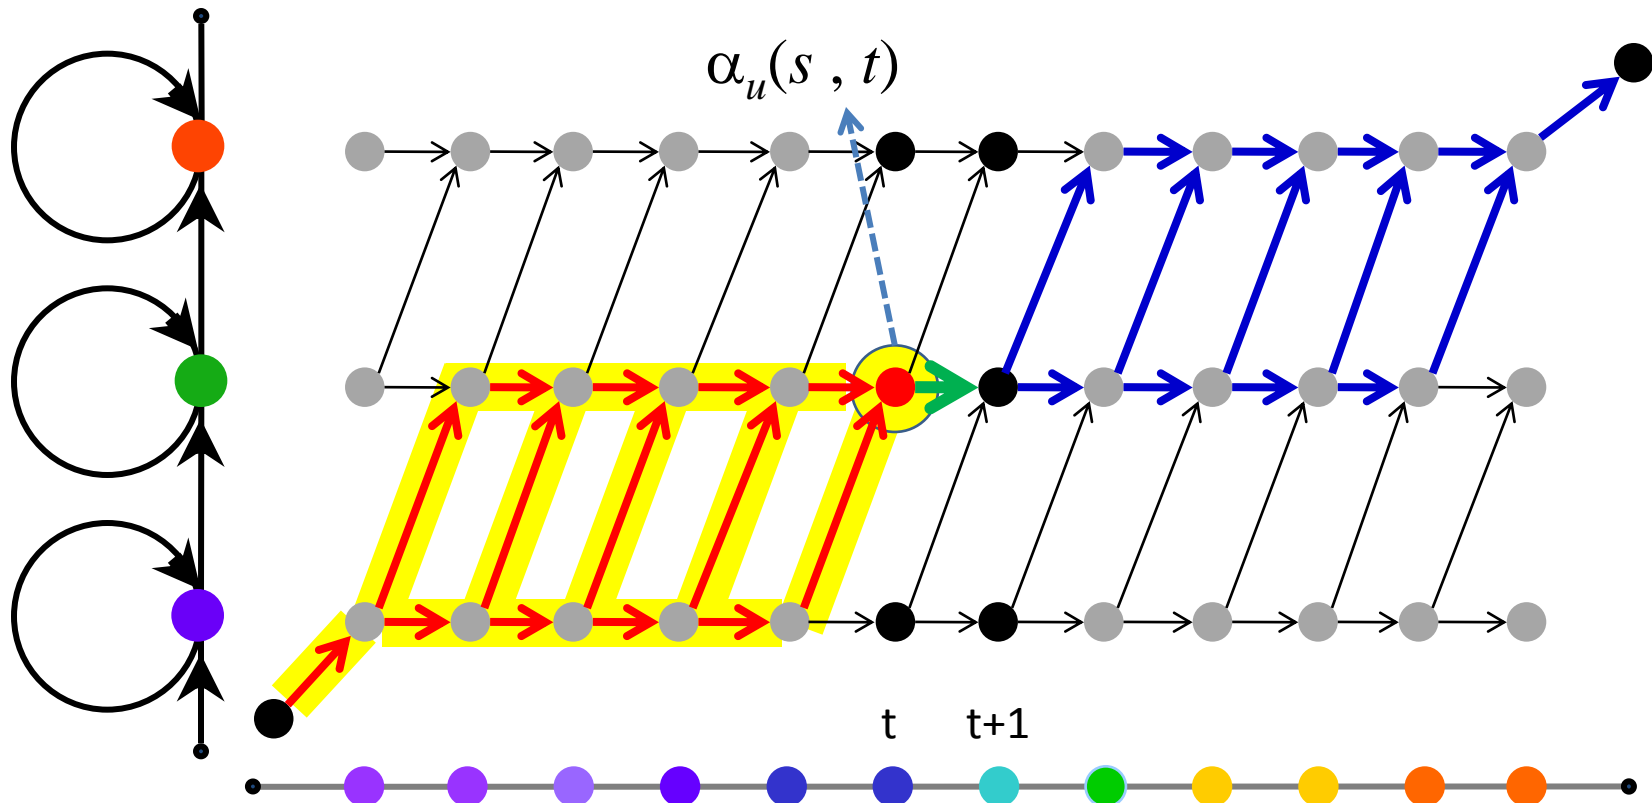 αu(s , t)
t t+1